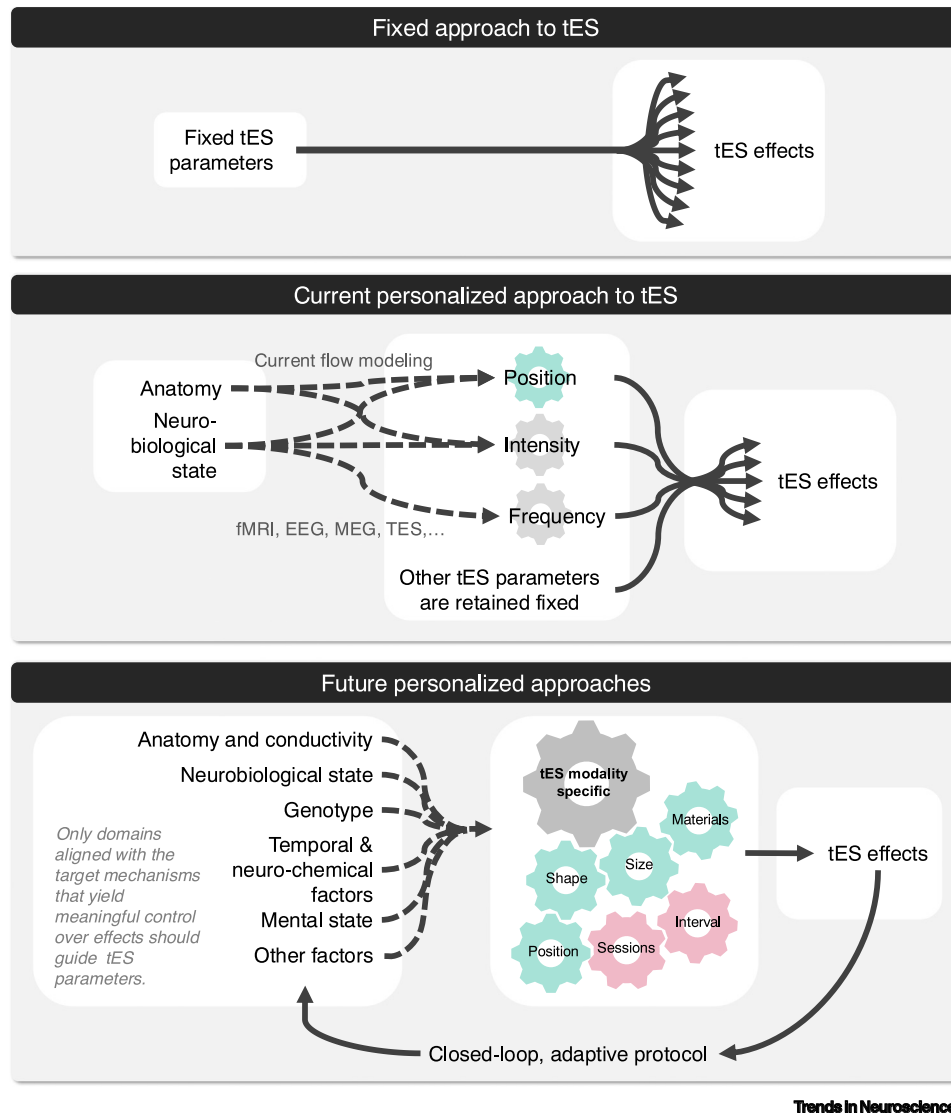 Fixed approach to tES
Fixed tES
parameters
tES effects
Current personalized approach to tES
Current flow modeling
Anatomy
Neuro-
biological
state
fMRI, EEG, MEG, TES,...
Position
Intensity
Frequency
Other tES parameters
are retained fixed
tES effects
Future personalized approaches
Anatomy and conductivity
Neurobiological state
Genotype
Temporal &
neuro-chemical
factors
Mental state
Other factors
Only domains
aligned with the
target mechanisms
that yield
meaningful control
over effects should
guide tES
parameters.
tES modality
specific
Materials
Shape
Size
Interval
Position
Sessions
tES effects
Closed-loop, adaptive protocol
Trends in Neuroscience